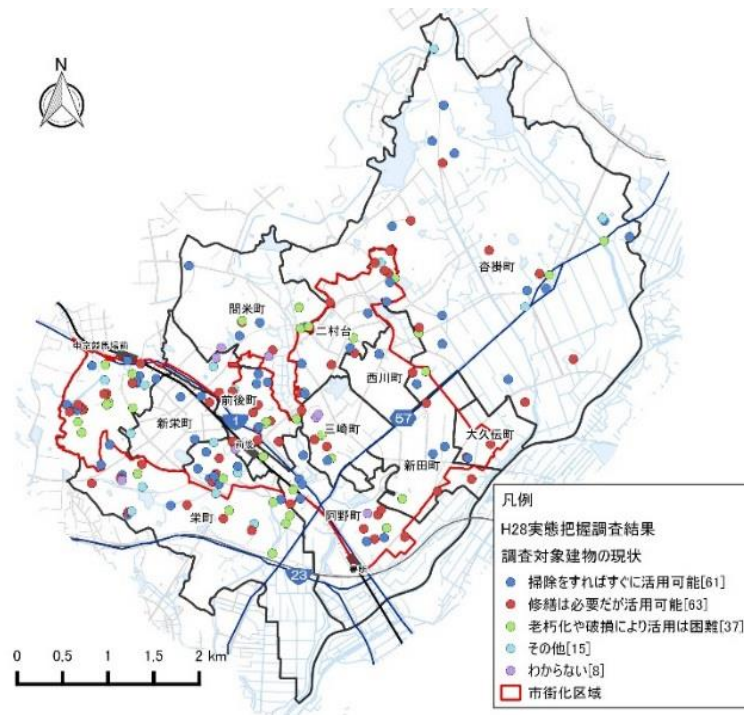 N
沓掛町
間米町
二村台
中京競馬場前
西川町
前後町
1
57
新栄町
三崎町
大久伝町
前後
新田町
阿野町
栄町
23
凡例
H28実態把握調査結果
調査対象建物の現状
掃除をすればすぐに活用可能[61]
修繕は必要だが活用可能[63]
老朽化や破損により活用は困難[37]
その他[15]
わからない[8]
市街化区域
0 0.5 1 1.5 2 km